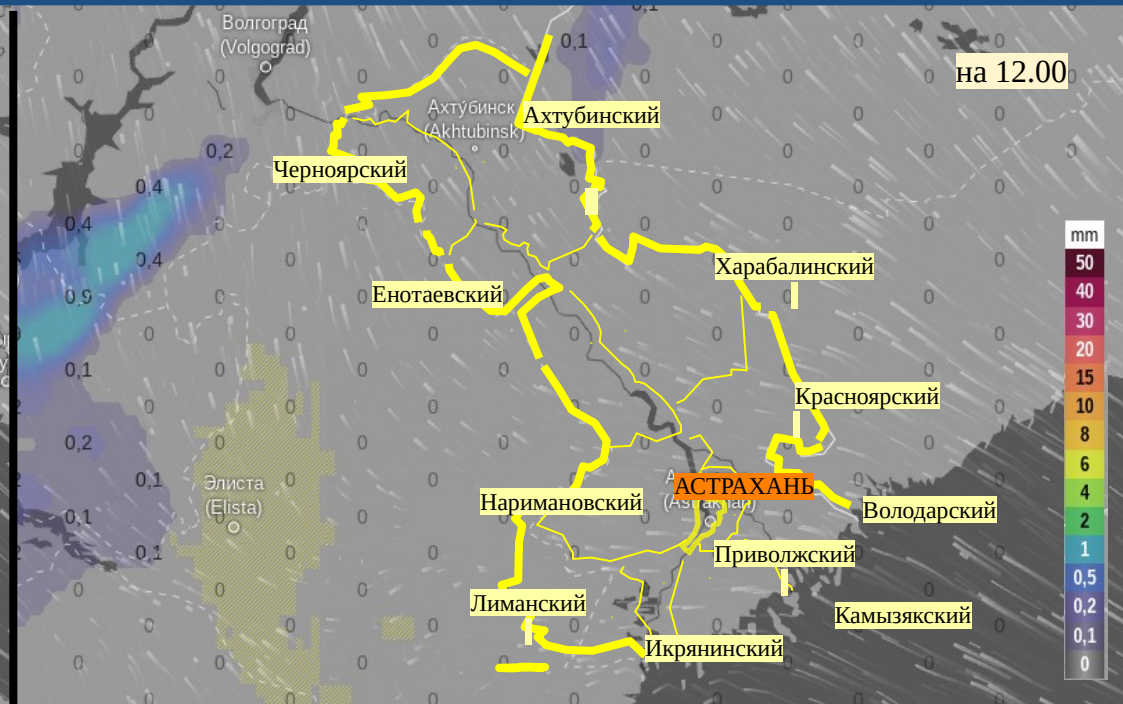 Волгоград
(Volgograd)
0,1
0,1
на 12.00
Ахтубинск
(Akhtubinsk)
Ахтубинский
0,2
Черноярский
0,4
0,4
mm
0,4
50
Харабалинский
40
Енотаевский
0,9
30
20
0,1
15
Красноярский
10
8
0,2
6
0,1
Элиста
(Elista)
АСТРАХАНЬ
4
Наримановский
(Astrakhan)
Володарский
0,1
2
0,1
Приволжский
1
0,5
Лиманский
0,2
Камызякский
0,1
Икрянинский
0